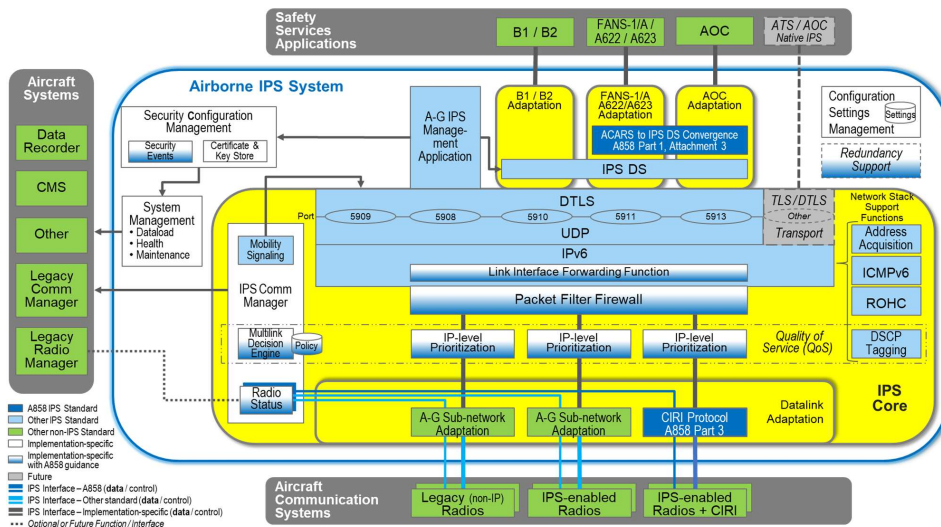 Safety
Services
Applications
B1 / B2
FANS-1/A
/ A622 / A623
AOC
ATS / AOC
Native IPS
Aircraft
Systems
Data
Recorder
CMS
Other
Legacy
Comm
Manager
Legacy
Radio
Manager
Airborne IPS System
Security Configuration
Management
Security
Events
Certificate &
Key Store
System
Management
• Dataload
• Health
• Maintenance
A-G IPS
Manage-
ment
Application
B1 / B2
Adaptation
FANS-1/A
A622/A623
Adaptation
AOC
Adaptation
ACARS to IPS DS Convergence
A858 Part 1, Attachment 3
IPS DS
Configuration
Settings
Management
Settings
Redundancy
Support
DTLS
Port
5909
5908
5910
5911
5913
UDP
TLS/DTLS
Other
Transport
IPv6
Link Interface Forwarding Function
Packet Filter Firewall
Network Stack
Support
Functions
Address
Acquisition
ICMPv6
ROHC
DSCP
Tagging
Mobility
Signaling
IPS Comm
Manager
Multilink
Decision
Engine
Policy
Radio
Status
IP-level
Prioritization
IP-level
Prioritization
IP-level
Prioritization
Quality of
Service (QoS)
IPS
Core
A-G Sub-network
Adaptation
A-G Sub-network
Adaptation
CIRI Protocol
A858 Part 3
Datalink
Adaptation
Aircraft
Communication
Systems
Legacy (non-IP)
Radios
IPS-enabled
Radios
IPS-enabled
Radios + CIRI
A858 IPS Standard
Other IPS Standard
Other non-IPS Standard
Implementation-specific
Implementation-specific
with A858 guidance
Future
IPS Interface – A858 (data / control)
IPS Interface – Other standard (data / control)
IPS Interface – Implementation-specific (data / control)
Optional or Future Function / Interface